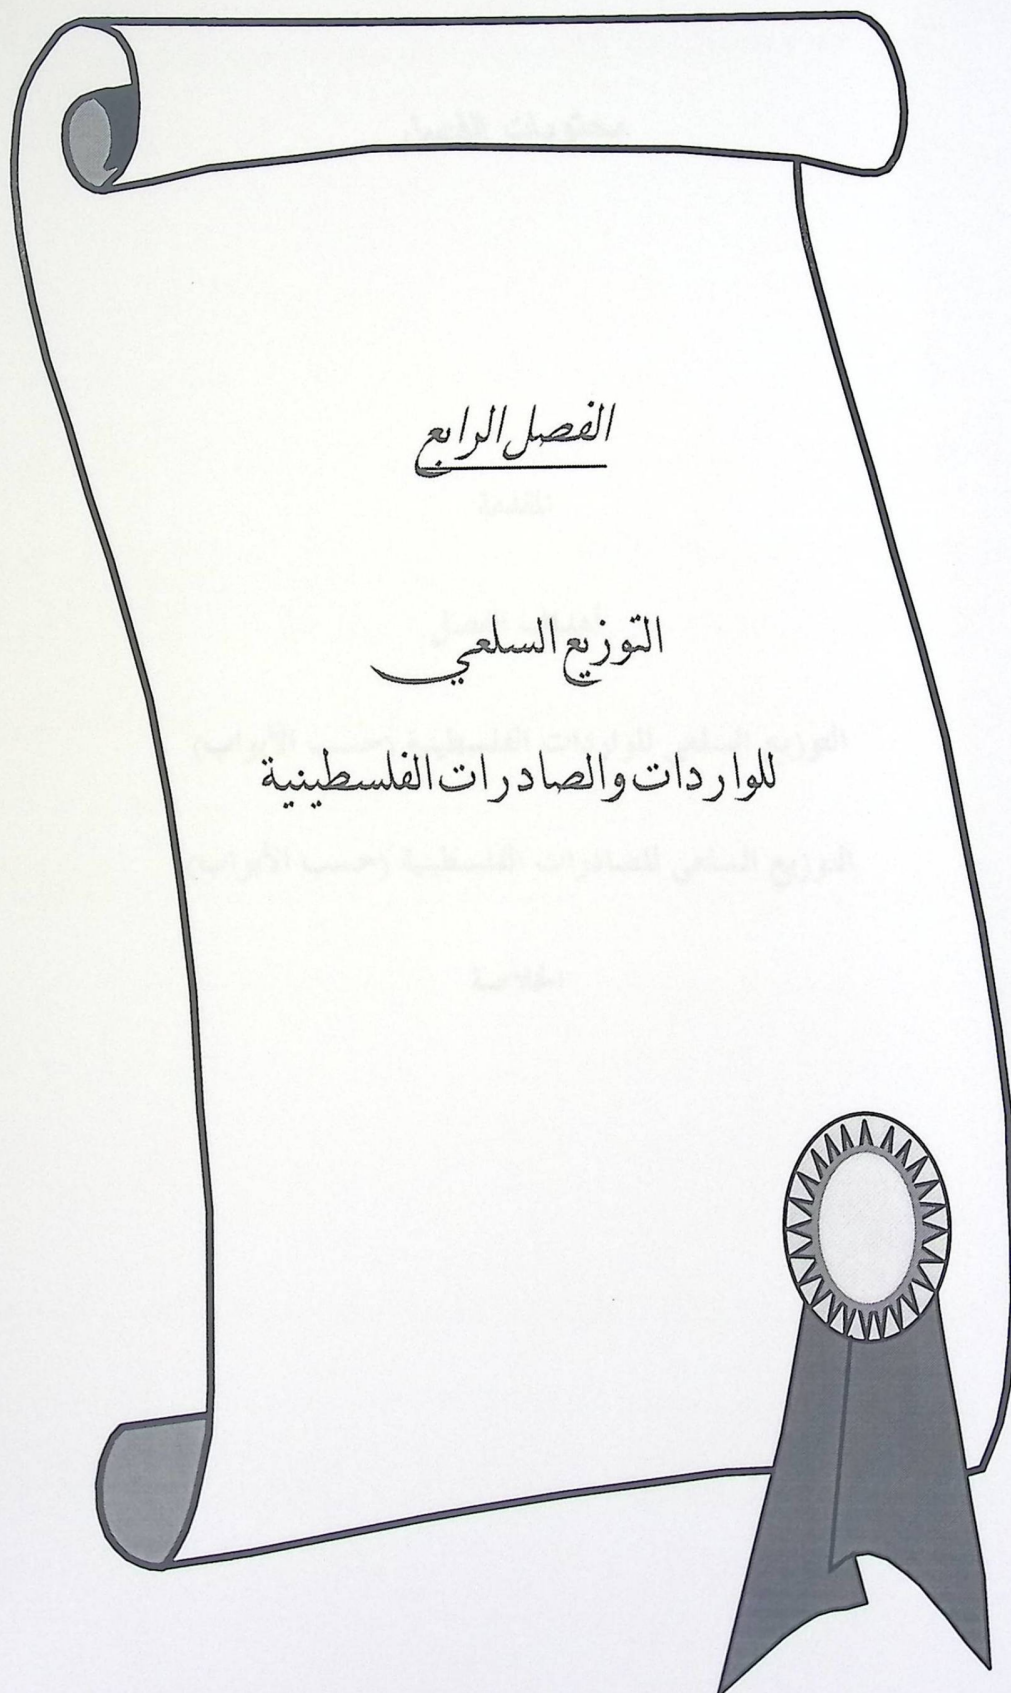 الفصل الرابع
التوزيع السلعي
للواردات والصادرات الفلسطينية